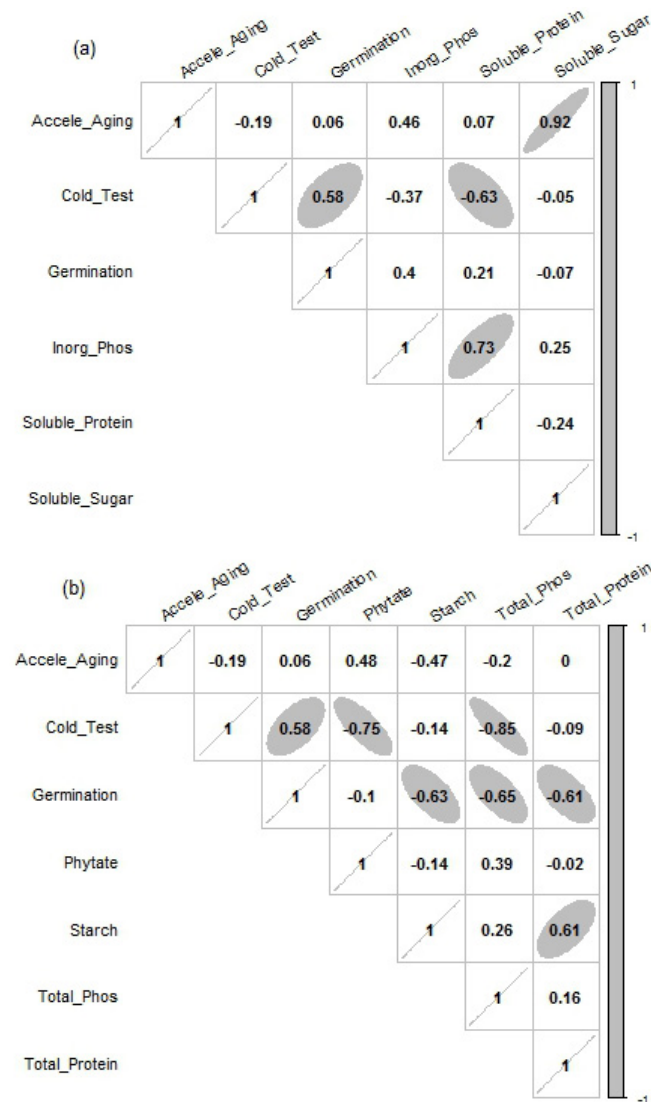 (a)
Accele_Aging Cold_Test Germination Inorg_Phos Soluble_Protein Soluble_Sugar
1
Accele_Aging 1 -0.19 0.06 0.46 0.07 0.92
Cold_Test 1 0.58 -0.37 -0.63 -0.05
Germination 1 0.4 0.21 -0.07
Inorg_Phos 1 0.73 0.25
Soluble_Protein 1 -0.24
Soluble_Sugar 1
-1
(b)
Accele_Aging Cold_Test Germination Phytate Starch Total_Phos Total_Protein
1
Accele_Aging 1 -0.19 0.06 0.48 -0.47 -0.2 0
Cold_Test 1 0.58 -0.75 -0.14 -0.85 -0.09
Germination 1 -0.1 -0.63 -0.65 -0.61
Phytate 1 -0.14 0.39 -0.02
Starch 1 0.26 0.61
Total_Phos 1 0.16
Total_Protein 1
-1